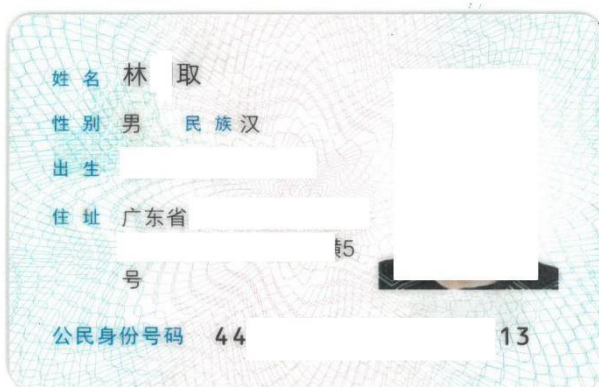 姓名 林 取
性别 男 民族 汉
出生
住址 广东省
横5
号
公民身份号码 44 13